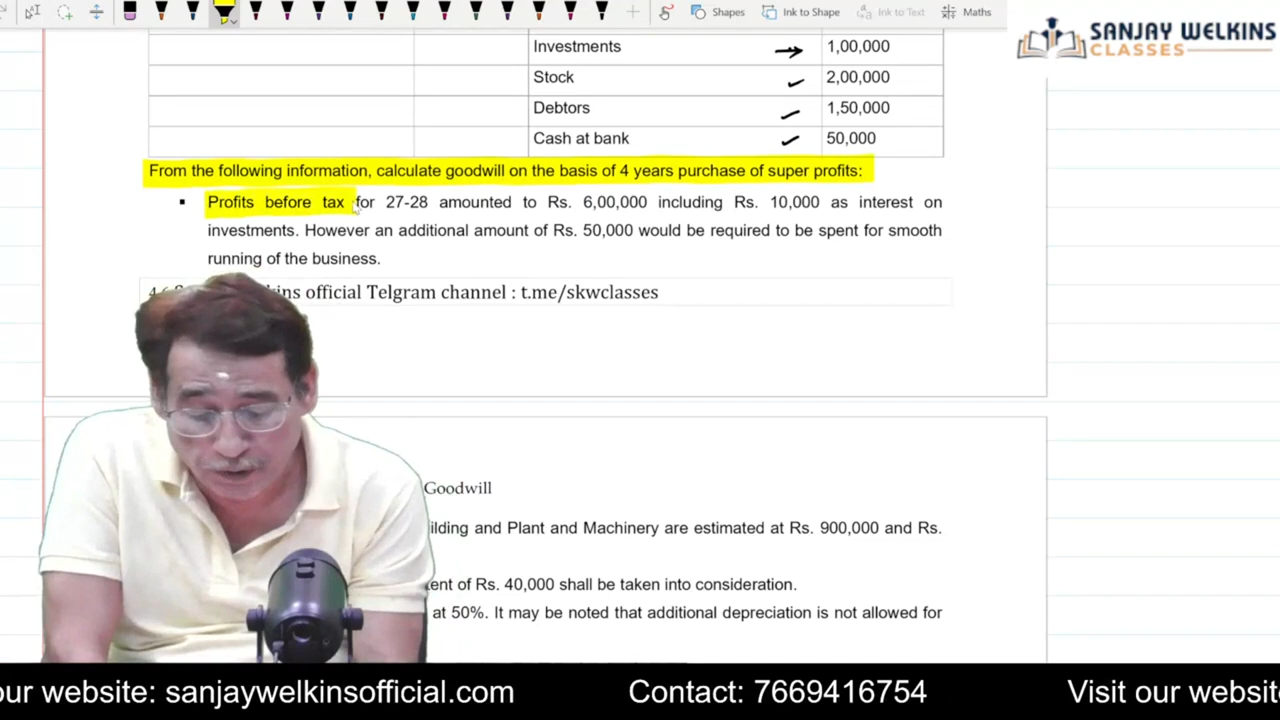 Shapes
Ink to Shape
Ink to Text
Maths
SANJAY WELKINS
CLASSES
Investments 1,00,000
Stock 2,00,000
Debtors 1,50,000
Cash at bank 50,000
From the following information, calculate goodwill on the basis of 4 years purchase of super profits:
▪ Profits before tax for 27-28 amounted to Rs. 6,00,000 including Rs. 10,000 as interest on
investments. However an additional amount of Rs. 50,000 would be required to be spent for smooth
running of the business.
official Telgram channel : t.me/skwclasses
Goodwill
and Plant and Machinery are estimated at Rs. 900,000 and Rs.
of Rs. 40,000 shall be taken into consideration.
at 50%. It may be noted that additional depreciation is not allowed for
our website: sanjaywelkinsofficial.com Contact: 7669416754 Visit our website